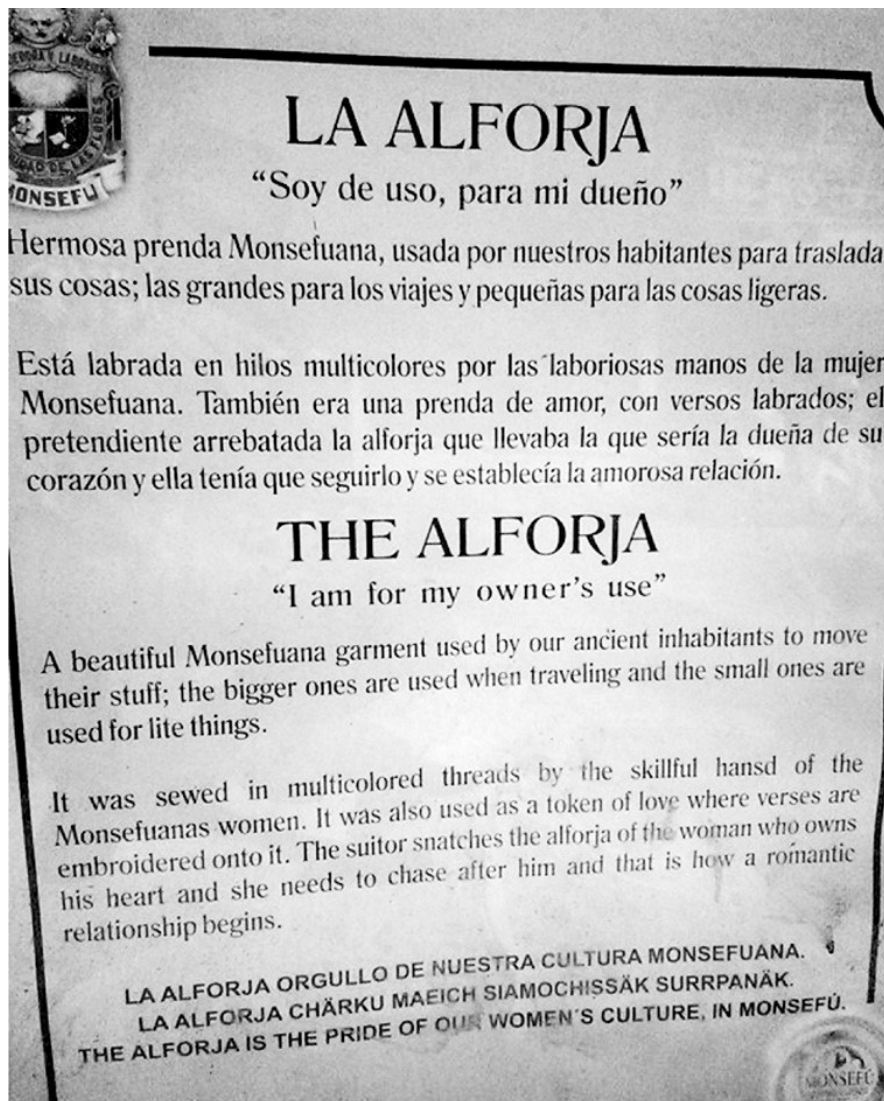 LA ALFORJA
"Soy de uso, para mi dueño"
Hermosa prenda Monsefuana, usada por nuestros habitantes para traslada
sus cosas; las grandes para los viajes y pequeñas para las cosas ligeras.
Está labrada en hilos multicolores por las laboriosas manos de la mujer
Monsefuana. También era una prenda de amor, con versos labrados; el
pretendiente arrebatada la alforja que llevaba la que sería la dueña de su
corazón y ella tenía que seguirlo y se establecía la amorosa relación.
THE ALFORJA
"I am for my owner's use"
A beautiful Monsefuana garment used by our ancient inhabitants to move
their stuff; the bigger ones are used when traveling and the small ones are
used for lite things.
It was sewed in multicolored threads by the skillful hansd of the
Monsefuanas women. It was also used as a token of love where verses are
embroidered onto it. The suitor snatches the alforja of the woman who owns
his heart and she needs to chase after him and that is how a romantic
relationship begins.
LA ALFORJA ORGULLO DE NUESTRA CULTURA MONSEFUANA.
LA ALFORJA CHÄRKU MAEICH SIAMOCHISSÄK SURRPANÄK.
THE ALFORJA IS THE PRIDE OF OUR WOMEN´S CULTURE, IN MONSEFÚ.
MONSEFÚ